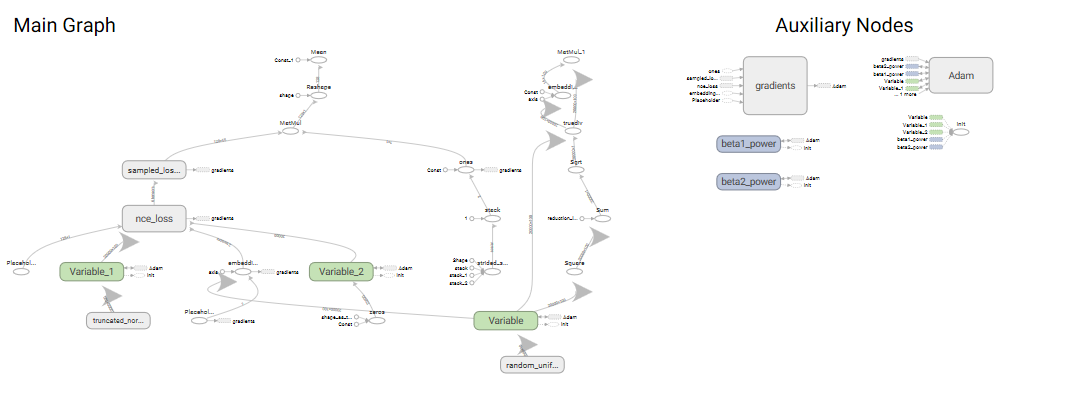 Main Graph
Auxiliary Nodes
Mean
Const_1
Reshape
shape
MatMul
MatMul_1
embeddi...
Const
axis
truediv
sampled_los...
gradients
ones
Const
gradients
Sqrt
nce_loss
gradients
stack
1
Sum
reduction_i...
Placehol...
Variable_1
Adam
init
embeddi...
axis
gradients
Variable_2
Adam
init
Shape
stack
stack_1
stack_2
strided_s...
Square
truncated_nor...
Placehol...
gradients
shape_as_t...
Const
zeros
Variable
Adam
init
random_unif...
ones
sampled_lo...
nce_loss
embedding...
Placeholder
gradients
Adam
gradients
beta2_power
beta1_power
Variable
Variable_1
... 1 more
Adam
beta1_power
Adam
init
beta2_power
Adam
init
Variable
Variable_1
Variable_2
beta1_power
beta2_power
init